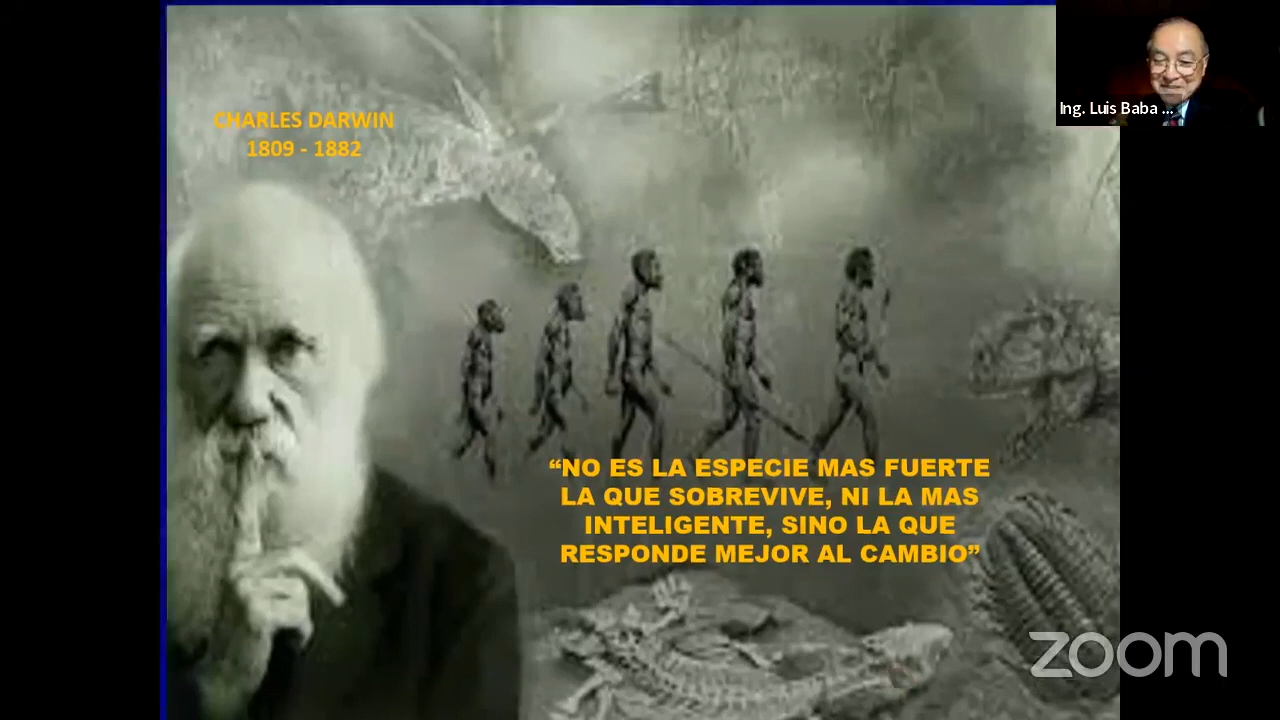 CHARLES DARWIN
1809 - 1882
Ing. Luis Baba ...
“NO ES LA ESPECIE MAS FUERTE
LA QUE SOBREVIVE, NI LA MAS
INTELIGENTE, SINO LA QUE
RESPONDE MEJOR AL CAMBIO”
zoom